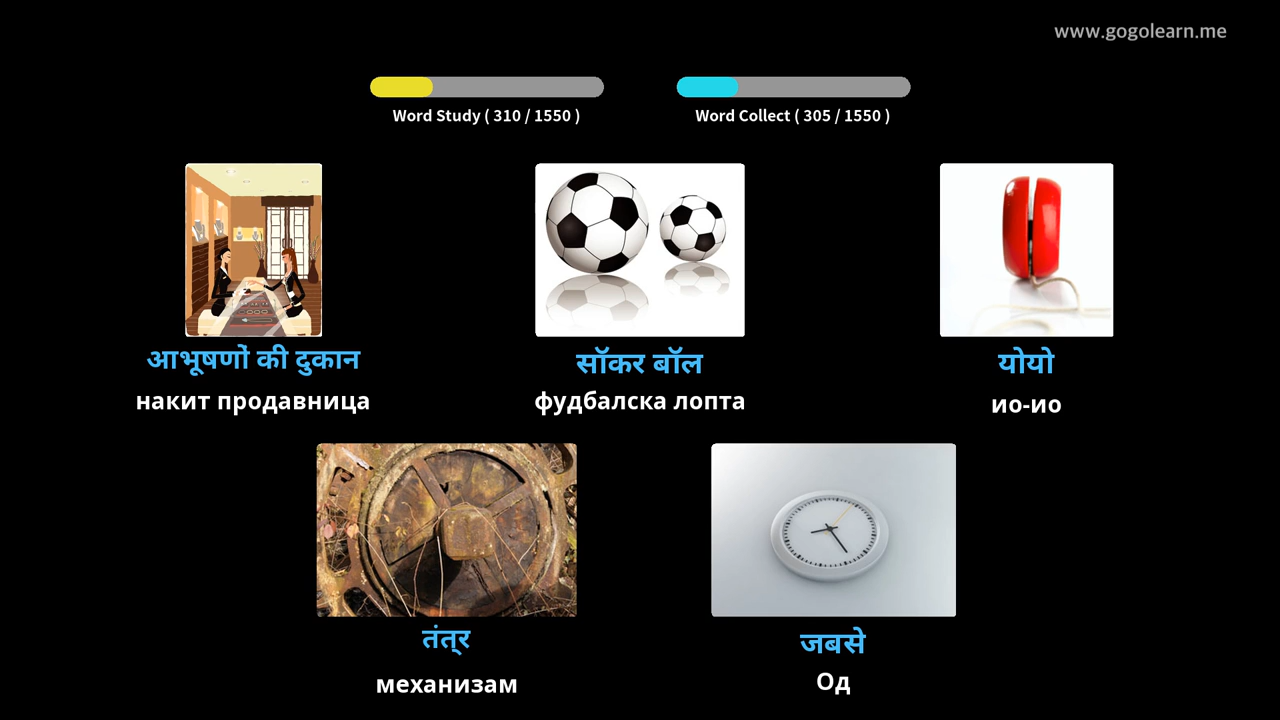 www.gogolearn.me
Word Study ( 310 / 1550 )
Word Collect ( 305 / 1550 )
आभूषणों की दुकान
накит продавница
सॉकर बॉल
фудбалска лопта
योयो
ио-ио
तंत्र
механизам
जबसे
Од